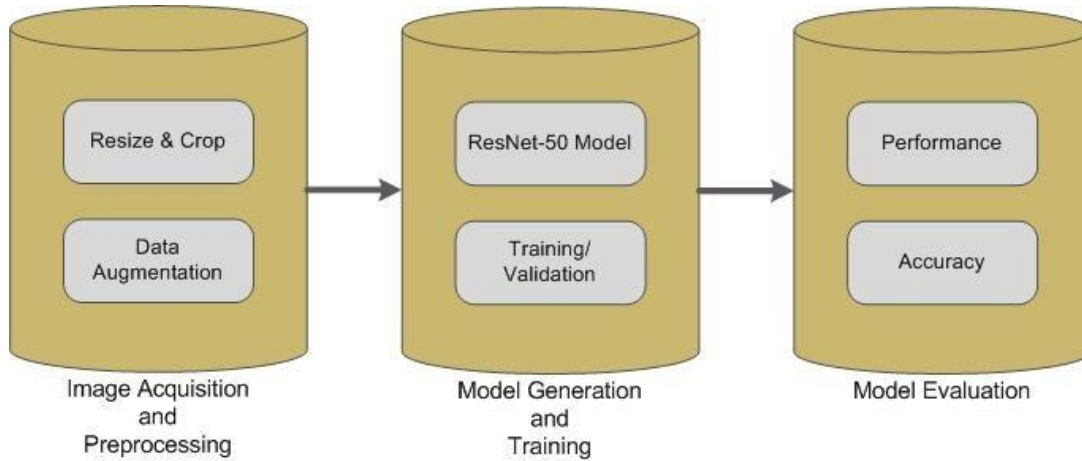 Resize & Crop
Data
Augmentation
Image Acquisition
and
Preprocessing
ResNet-50 Model
Training/
Validation
Model Generation
and
Training
Performance
Accuracy
Model Evaluation